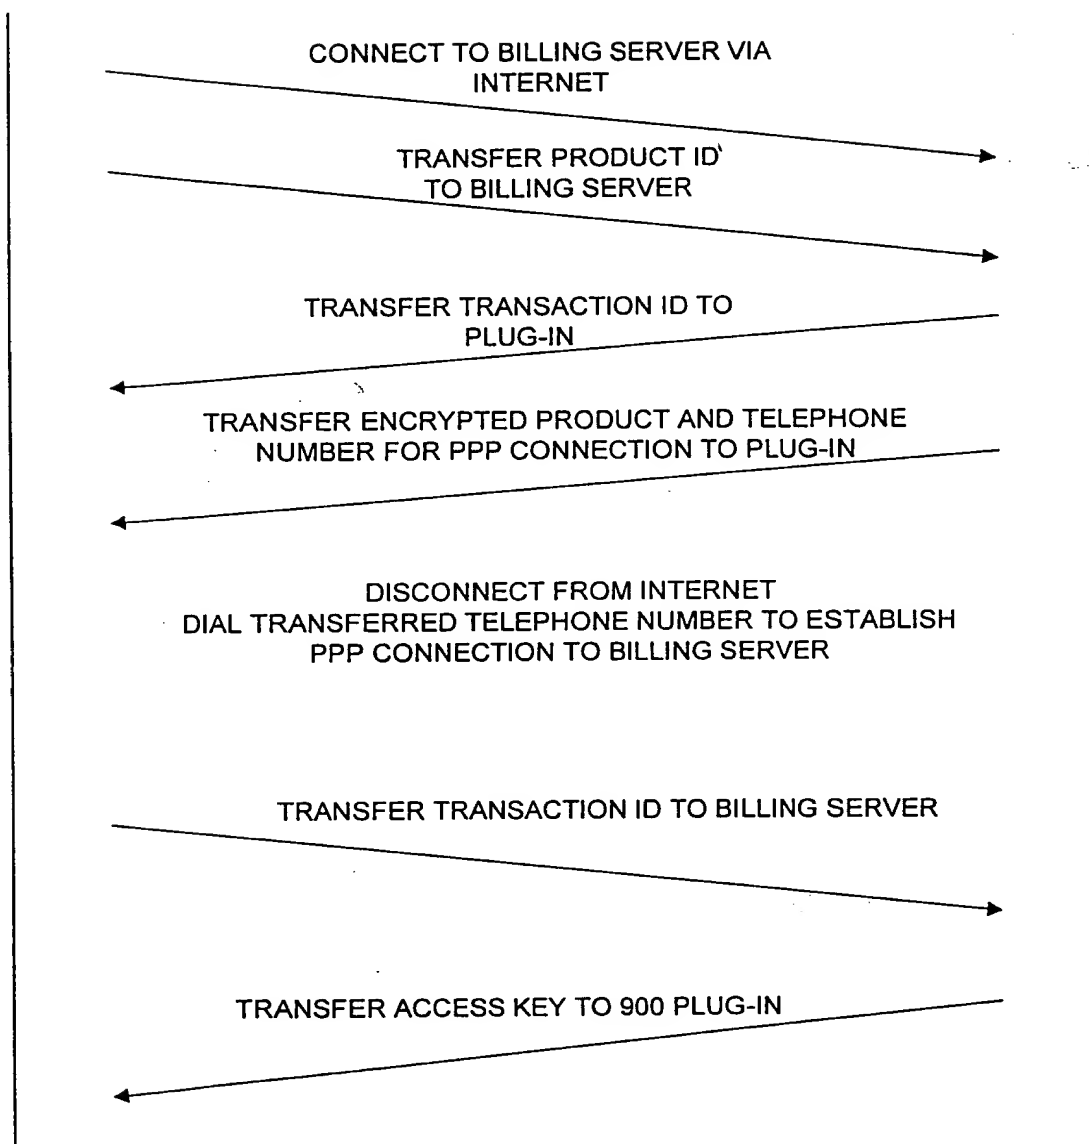 CONNECT TO BILLING SERVER VIA
INTERNET
TRANSFER PRODUCT ID
TO BILLING SERVER
TRANSFER TRANSACTION ID TO
PLUG-IN
TRANSFER ENCRYPTED PRODUCT AND TELEPHONE
NUMBER FOR PPP CONNECTION TO PLUG-IN
DISCONNECT FROM INTERNET
DIAL TRANSFERRED TELEPHONE NUMBER TO ESTABLISH
PPP CONNECTION TO BILLING SERVER
TRANSFER TRANSACTION ID TO BILLING SERVER
TRANSFER ACCESS KEY TO 900 PLUG-IN